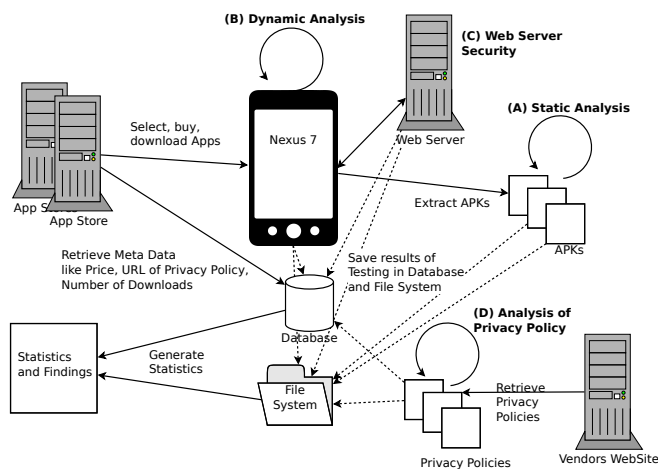 (B) Dynamic Analysis
(C) Web Server
Security
(A) Static Analysis
Select, buy,
download Apps
Nexus 7
Web Server
App Store
App Store
Extract APKs
APKs
Retrieve Meta Data
like Price, URL of Privacy Policy,
Number of Downloads
Save results of
Testing in Database
and File System
Database
(D) Analysis of
Privacy Policy
Statistics
and Findings
Generate
Statistics
File
System
Retrieve
Privacy
Policies
Privacy Policies
Vendors WebSite